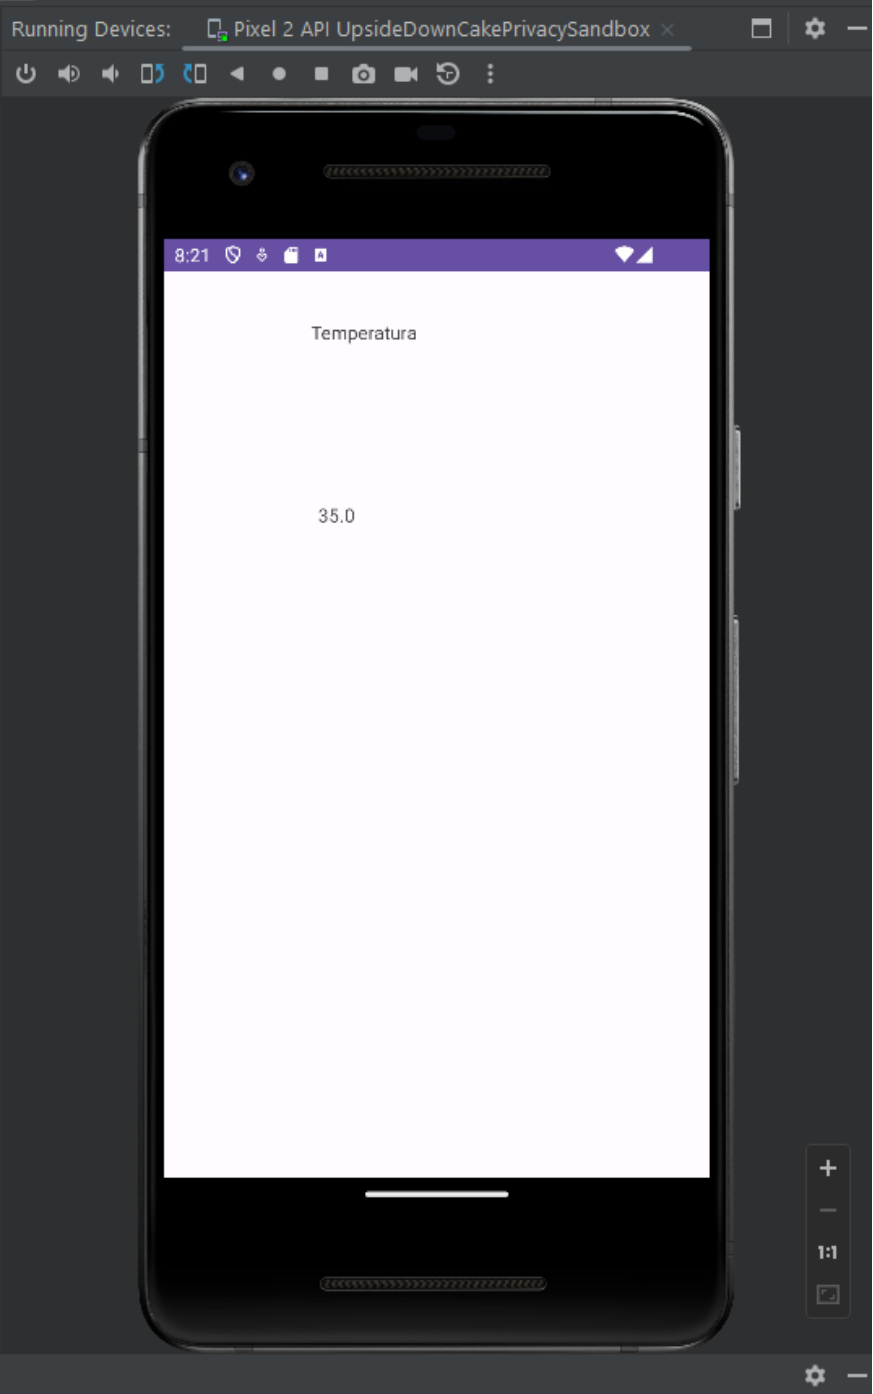 Running Devices: Pixel 2 API UpsideDownCakePrivacySandbox
8:21 A
Temperatura
35.0
1:1